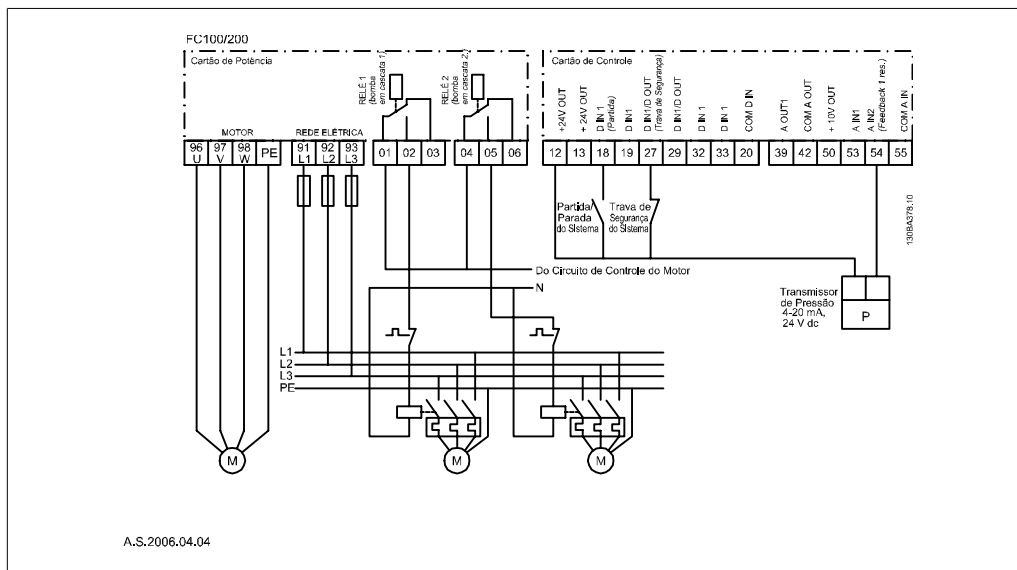 FC100/200
Cartão de Potência
Cartão de Controle
RELÉ 1
(bomba
em cascata 1)
RELÉ 2
(bomba
em cascata 2)
+24V OUT
+ 24V OUT
D IN 1
(Partida)
D IN1
D IN1/D OUT
(Trava de Segurança)
D IN1/D OUT
D IN 1
D IN 1
COM D IN
A OUT1
COM A OUT
+ 10V OUT
A IN1
A IN2
(Feedback 1 res.)
COM A IN
MOTOR
REDE ELÉTRICA
96 97 98 PE 91 92 93 01 02 03 04 05 06 12 13 18 19 27 29 32 33 20 39 42 50 53 54 55
U V W L1 L2 L3
Partida/
Parada
do Sistema
Trava de
Segurança
do Sistema
130BA378.10
Do Circuito de Controle do Motor
N
Transmissor
de Pressão
4-20 mA,
24 V dc
P
L1
L2
L3
PE
M M M
A.S.2006.04.04